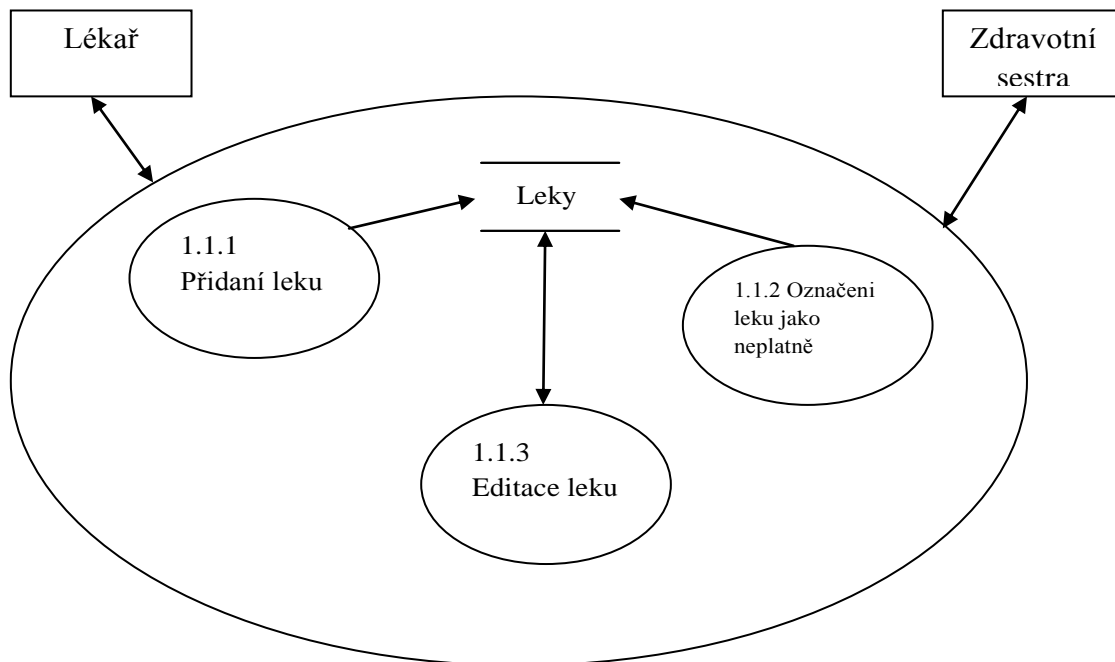 Lékař
Zdravotní
sestra
Leky
1.1.1
Přidaní leku
1.1.2 Označeni
leku jako
neplatně
1.1.3
Editace leku